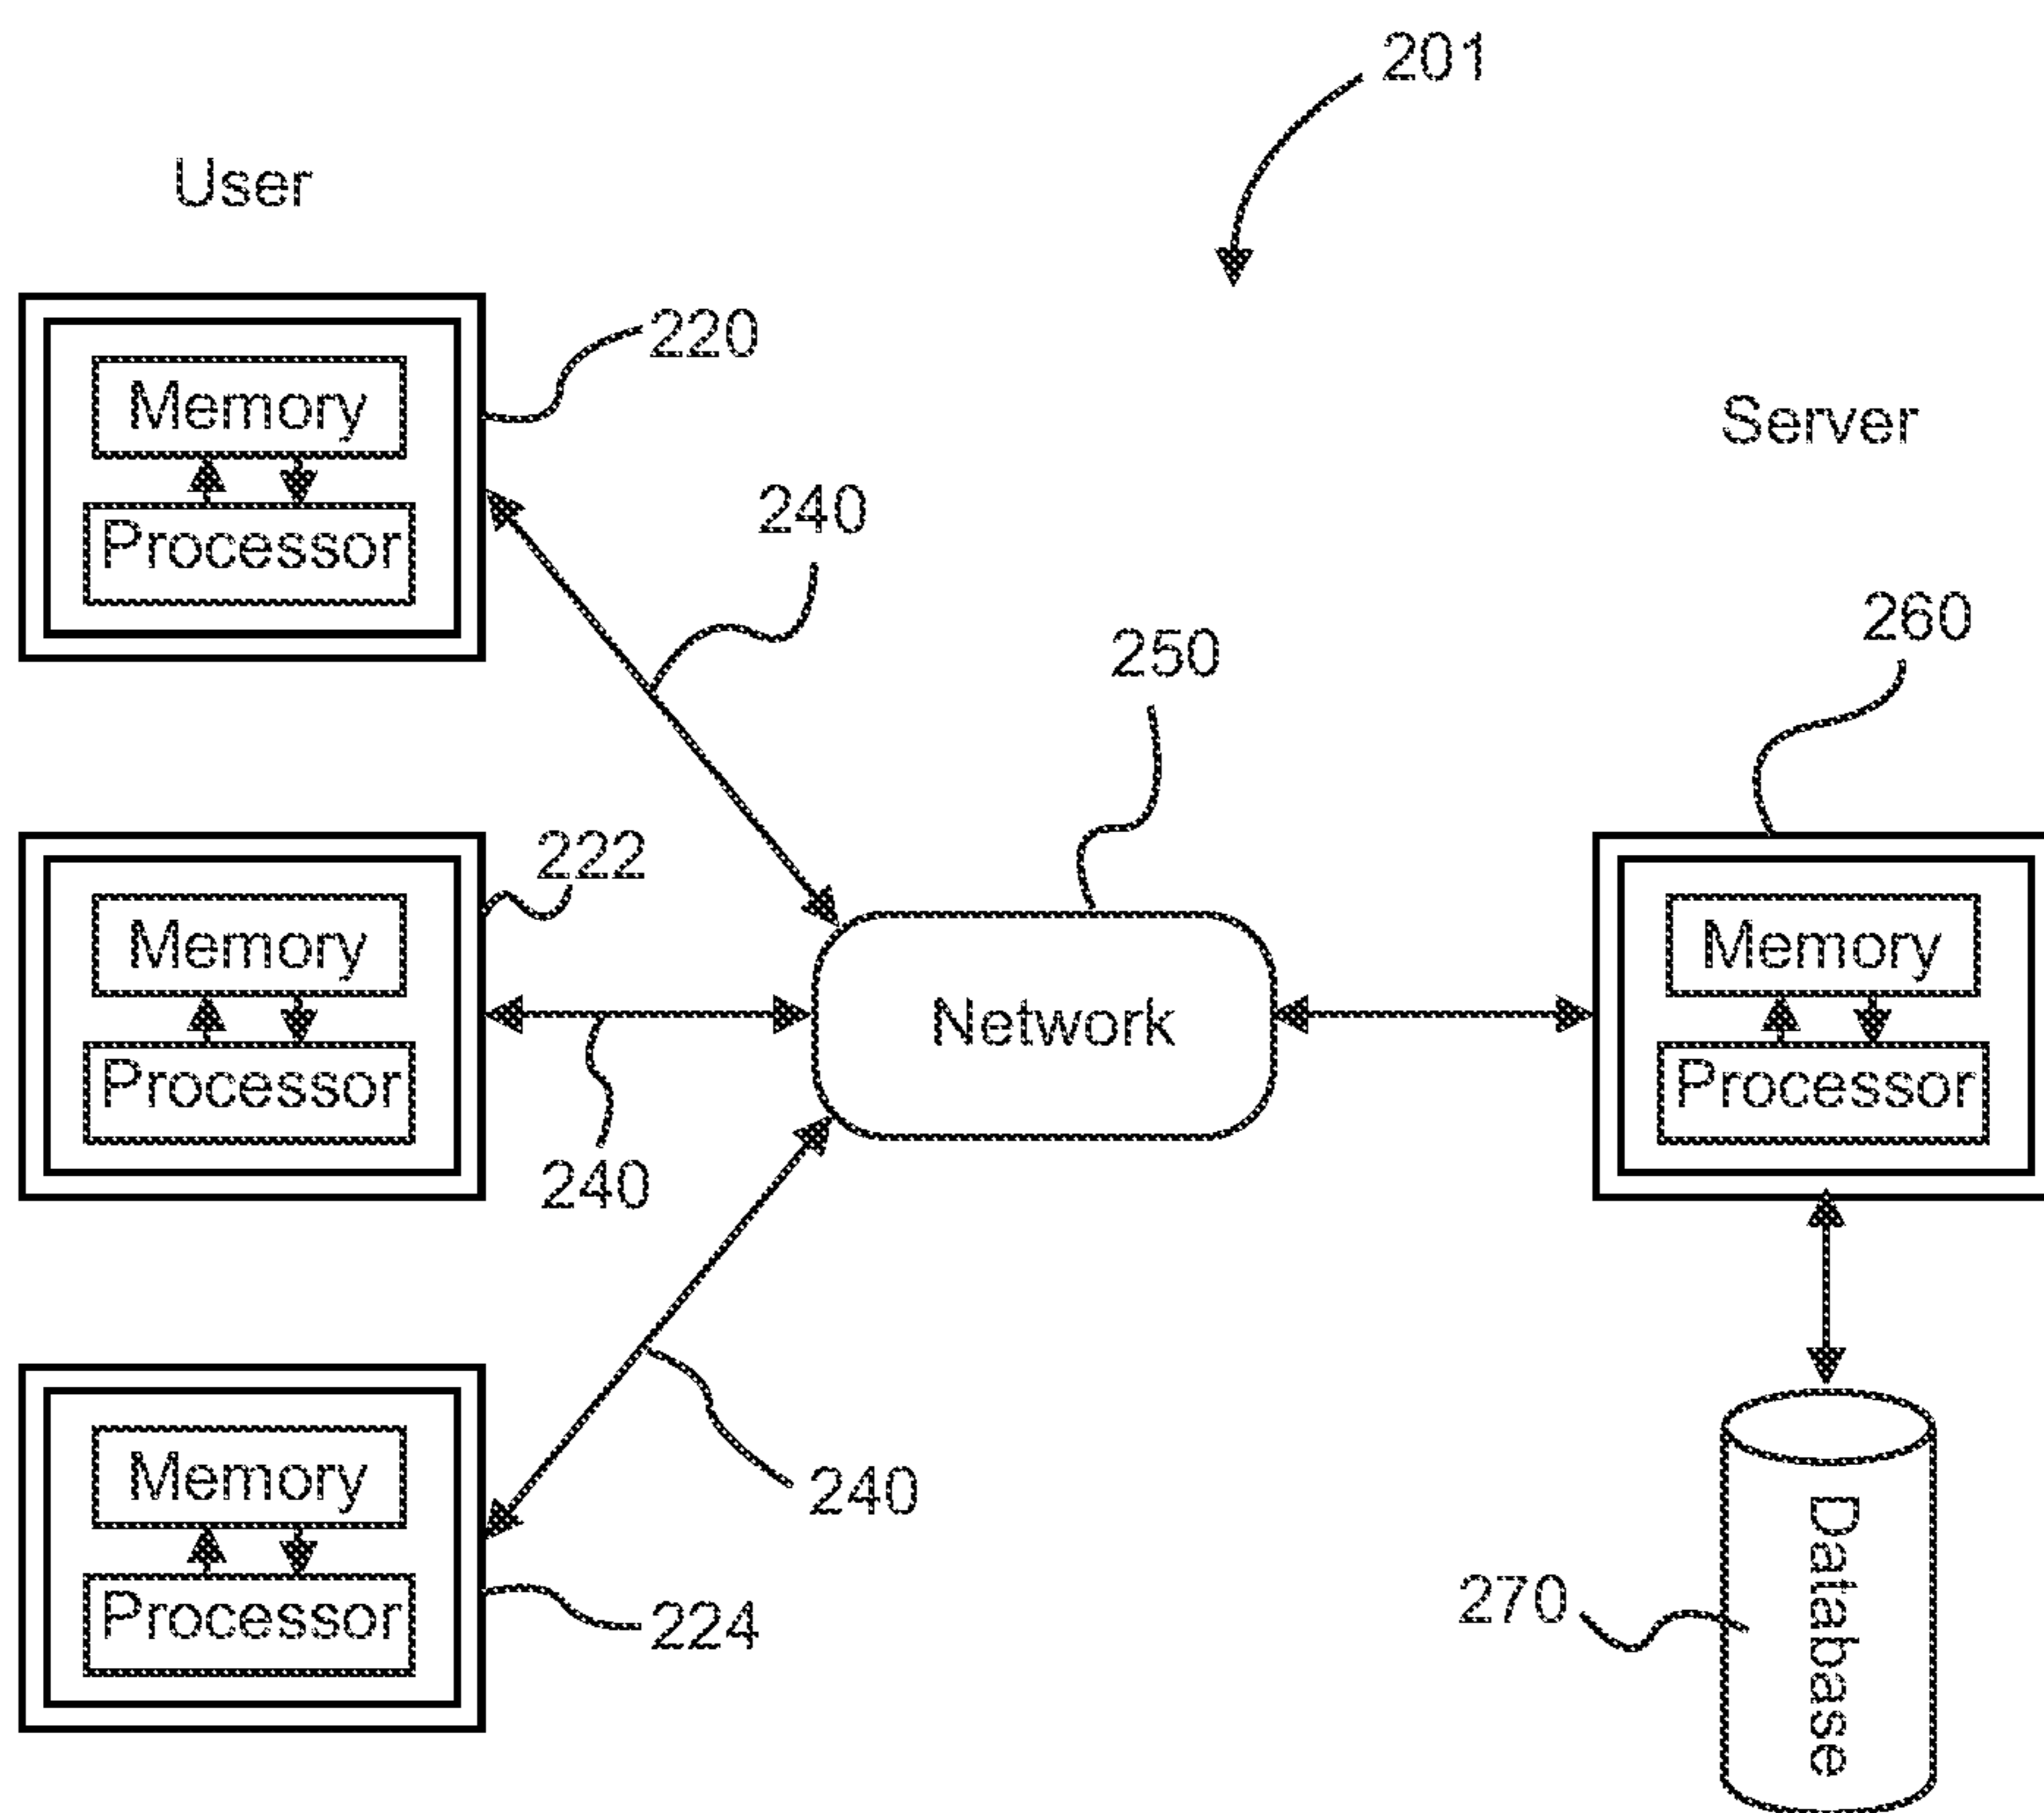 201
User
220
Memory
Processor
Server
240
260
250
222
Memory
Processor
Network
Memory
Processor
240
240
Memory
Processor
224
270
Database